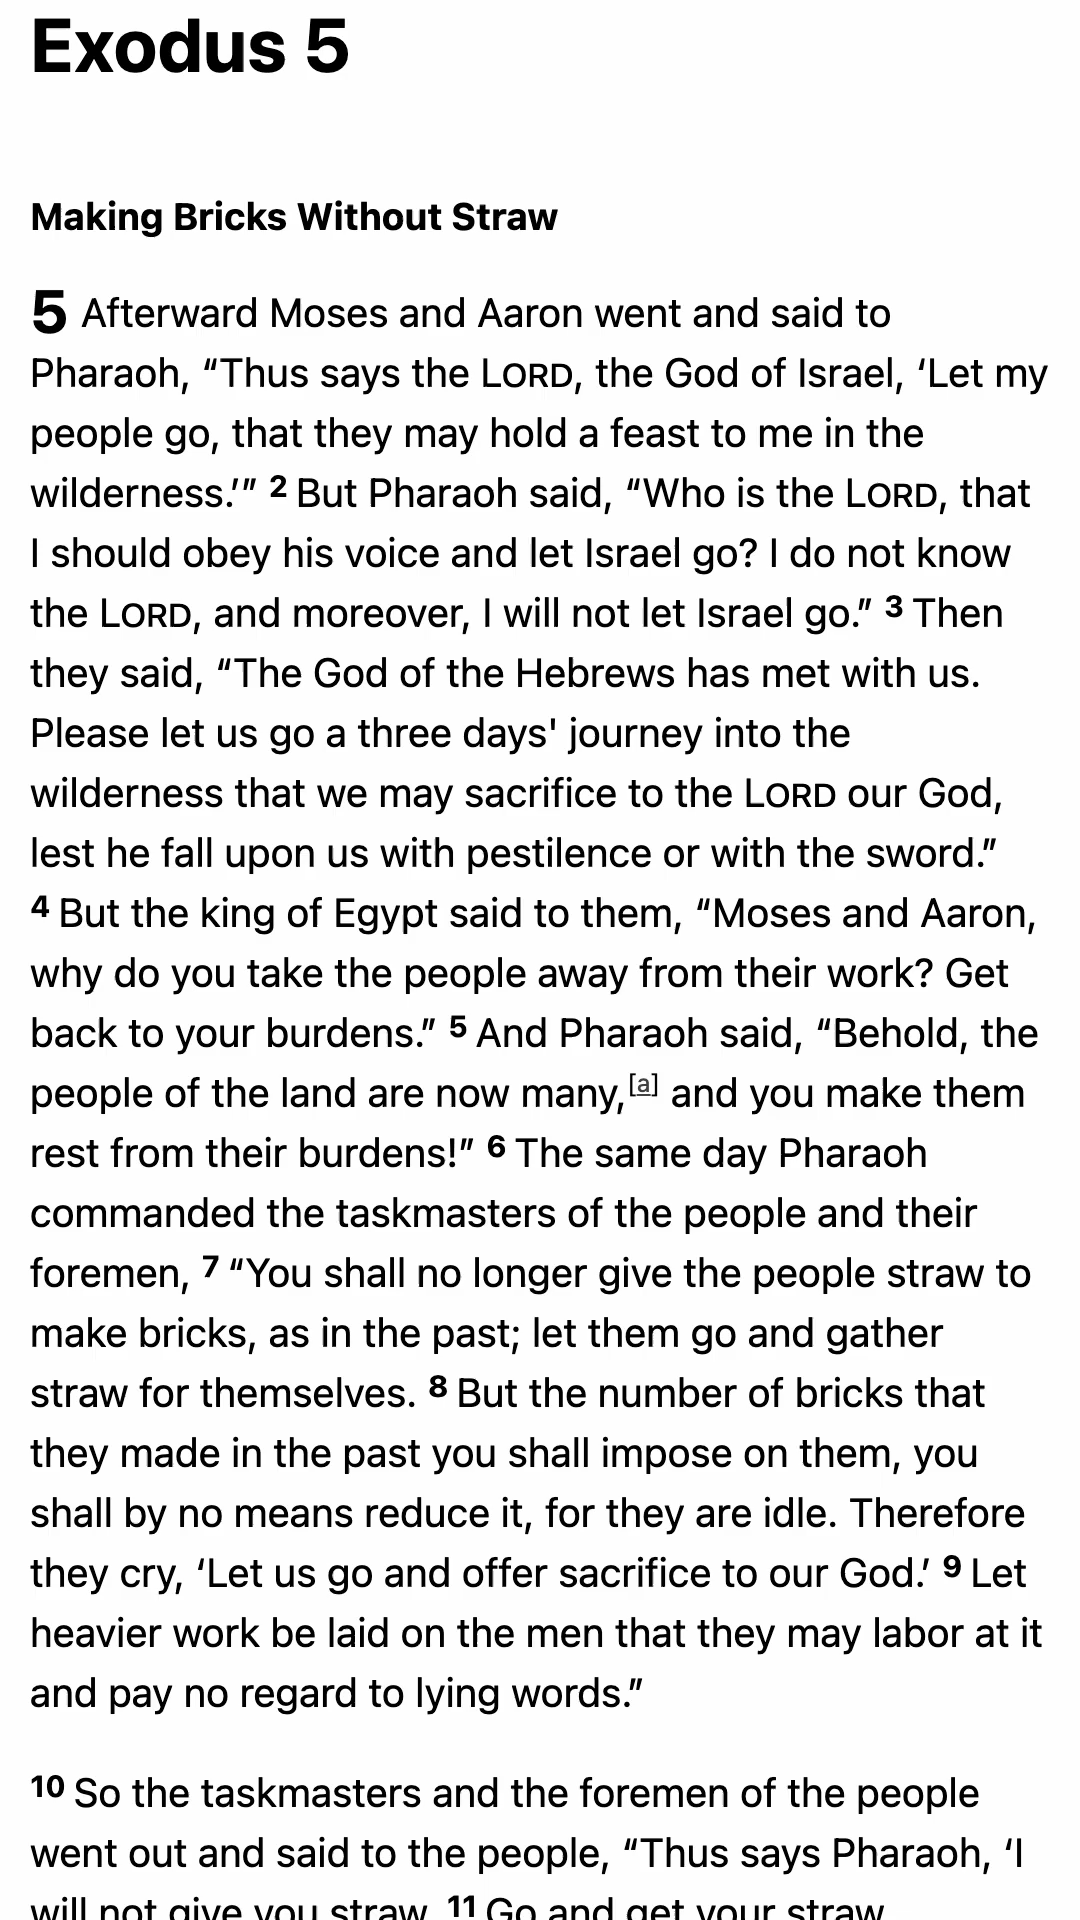 Exodus 5
Making Bricks Without Straw
5 Afterward Moses and Aaron went and said to
Pharaoh, “Thus says the LORD, the God of Israel, ‘Let my
people go, that they may hold a feast to me in the
wilderness.’” 2 But Pharaoh said, “Who is the LORD, that
I should obey his voice and let Israel go? I do not know
the LORD, and moreover, I will not let Israel go.” 3 Then
they said, “The God of the Hebrews has met with us.
Please let us go a three days' journey into the
wilderness that we may sacrifice to the LORD our God,
lest he fall upon us with pestilence or with the sword.”
4 But the king of Egypt said to them, “Moses and Aaron,
why do you take the people away from their work? Get
back to your burdens.” 5 And Pharaoh said, “Behold, the
people of the land are now many,[a] and you make them
rest from their burdens!” 6 The same day Pharaoh
commanded the taskmasters of the people and their
foremen, 7 “You shall no longer give the people straw to
make bricks, as in the past; let them go and gather
straw for themselves. 8 But the number of bricks that
they made in the past you shall impose on them, you
shall by no means reduce it, for they are idle. Therefore
they cry, ‘Let us go and offer sacrifice to our God.’ 9 Let
heavier work be laid on the men that they may labor at it
and pay no regard to lying words.”
10 So the taskmasters and the foremen of the people
went out and said to the people, “Thus says Pharaoh, ‘I
will not give you straw. 11 Go and get your straw